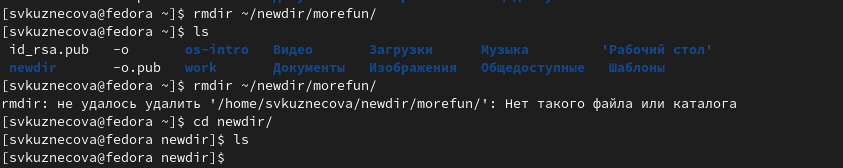 [svkuznecova@fedora ~]$ rmdir ~/newdir/morefun/
[svkuznecova@fedora ~]$ ls
id_rsa.pub -o os-intro Видео Загрузки Музыка 'Рабочий стол'
newdir -o.pub work Документы Изображения Общедоступные Шаблоны
[svkuznecova@fedora ~]$ rmdir ~/newdir/morefun/
rmdir: не удалось удалить '/home/svkuznecova/newdir/morefun/': Нет такого файла или каталога
[svkuznecova@fedora ~]$ cd newdir/
[svkuznecova@fedora newdir]$ ls
[svkuznecova@fedora newdir]$